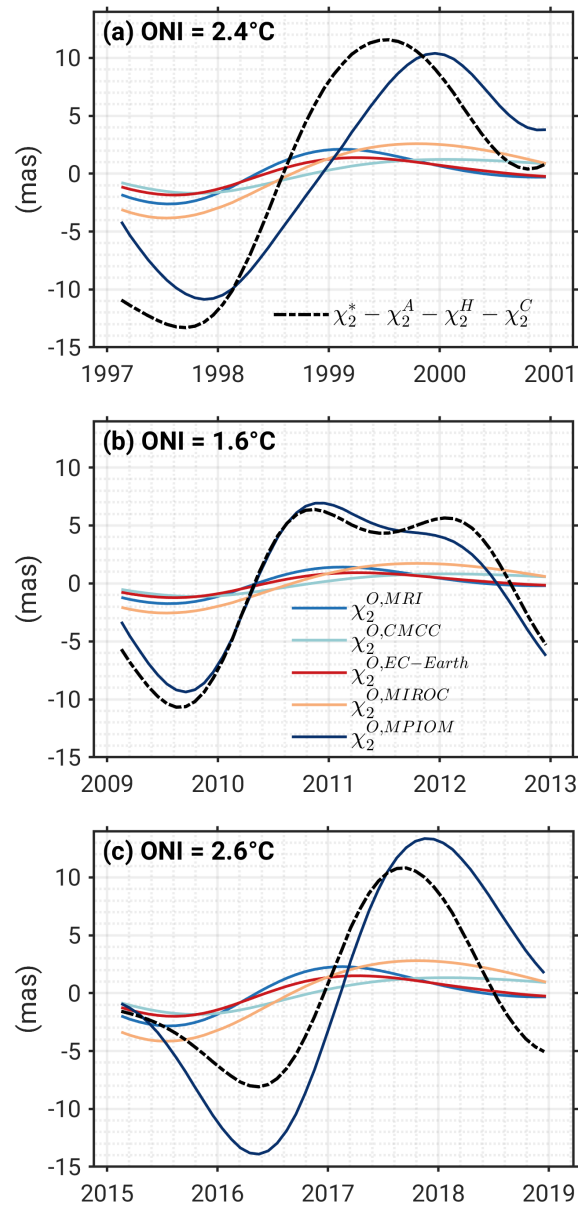 (a) ONI = 2.4°C
10
5
0
-5
-10
-15
(mas)
χ₂* − χ₂ᴬ − χ₂ᴴ − χ₂ᶜ
1997 1998 1999 2000 2001
(b) ONI = 1.6°C
10
5
0
-5
-10
-15
(mas)
χ₂^{O,MRI}
χ₂^{O,CMCC}
χ₂^{O,EC−Earth}
χ₂^{O,MIROC}
χ₂^{O,MPIOM}
2009 2010 2011 2012 2013
(c) ONI = 2.6°C
10
5
0
-5
-10
-15
(mas)
2015 2016 2017 2018 2019